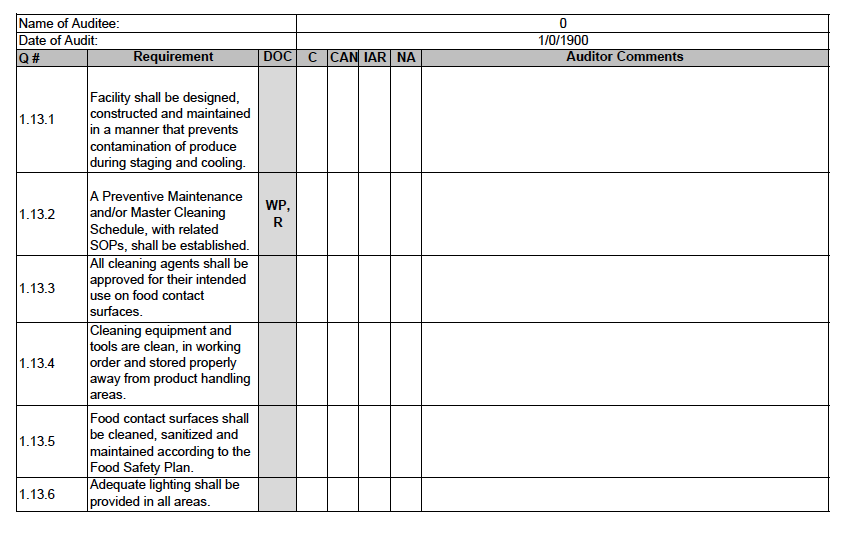 Name of Auditee: 0
Date of Audit: 1/0/1900
Q # Requirement DOC C CAN IAR NA Auditor Comments
1.13.1
Facility shall be designed,
constructed and maintained
in a manner that prevents
contamination of produce
during staging and cooling.
1.13.2
A Preventive Maintenance
and/or Master Cleaning
Schedule, with related
SOPs, shall be established.
WP,
R
1.13.3
All cleaning agents shall be
approved for their intended
use on food contact
surfaces.
1.13.4
Cleaning equipment and
tools are clean, in working
order and stored properly
away from product handling
areas.
1.13.5
Food contact surfaces shall
be cleaned, sanitized and
maintained according to the
Food Safety Plan.
1.13.6
Adequate lighting shall be
provided in all areas.